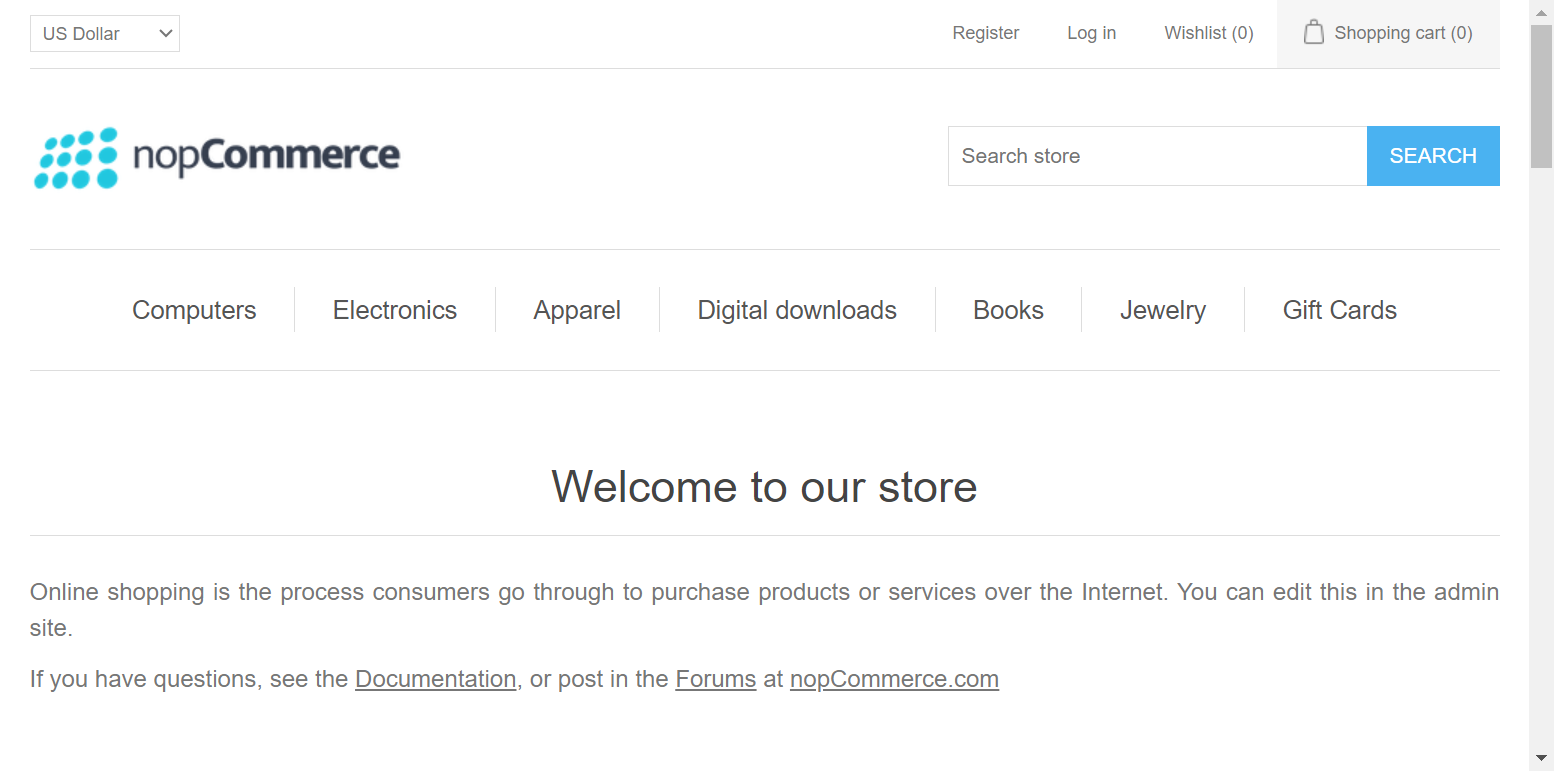 US Dollar
Register
Log in
Wishlist (0)
Shopping cart (0)
nopCommerce
Search store
SEARCH
Computers
Electronics
Apparel
Digital downloads
Books
Jewelry
Gift Cards
Welcome to our store
Online shopping is the process consumers go through to purchase products or services over the Internet. You can edit this in the admin
site.
If you have questions, see the Documentation, or post in the Forums at nopCommerce.com